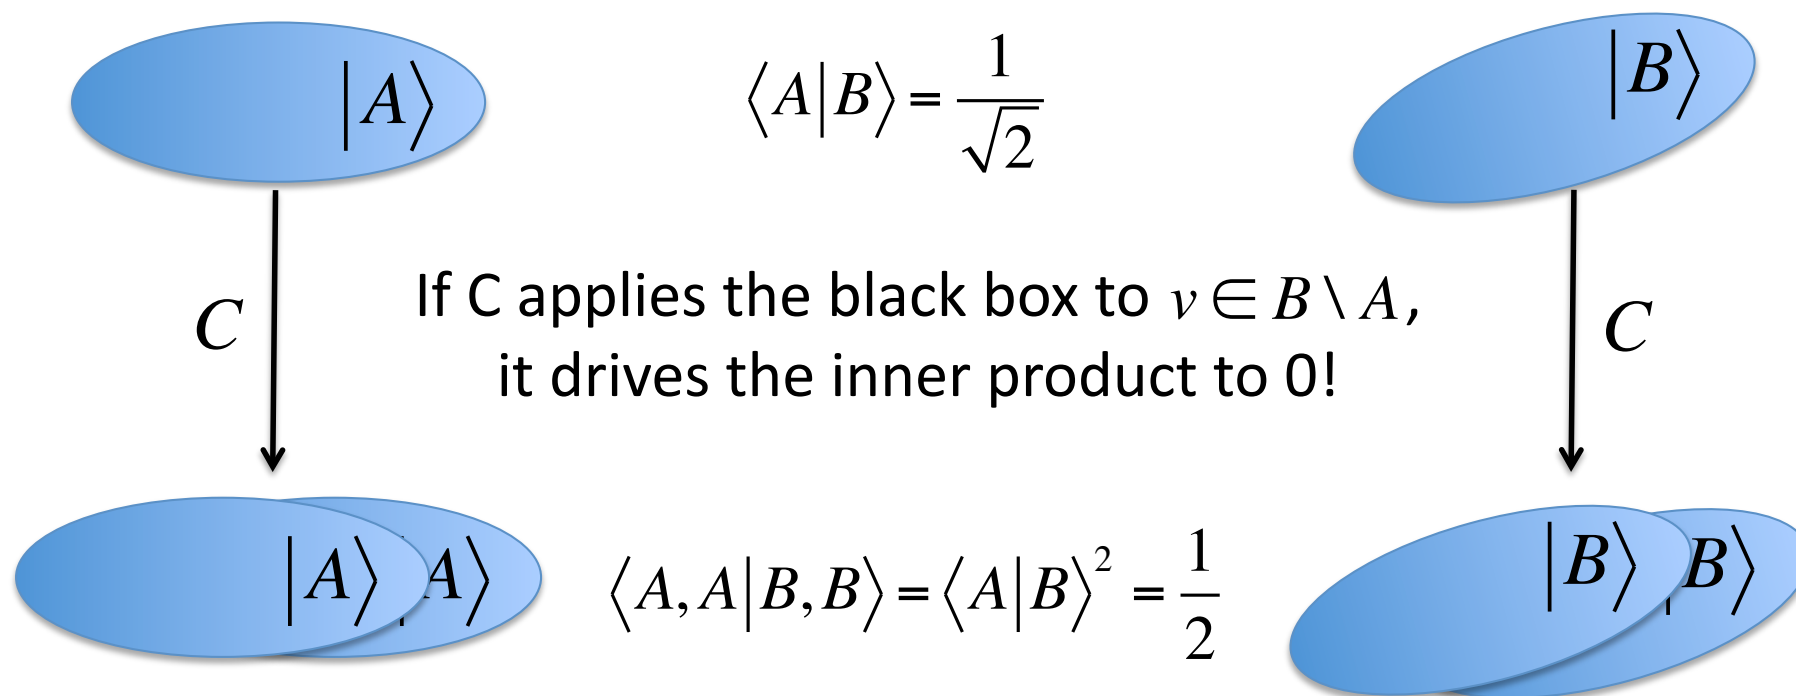 |A⟩
⟨A|B⟩ = 1/√2
|B⟩
C
If C applies the black box to v ∈ B \ A,
it drives the inner product to 0!
C
|A⟩ |A⟩
⟨A, A|B, B⟩ = ⟨A|B⟩² = 1/2
|B⟩ |B⟩